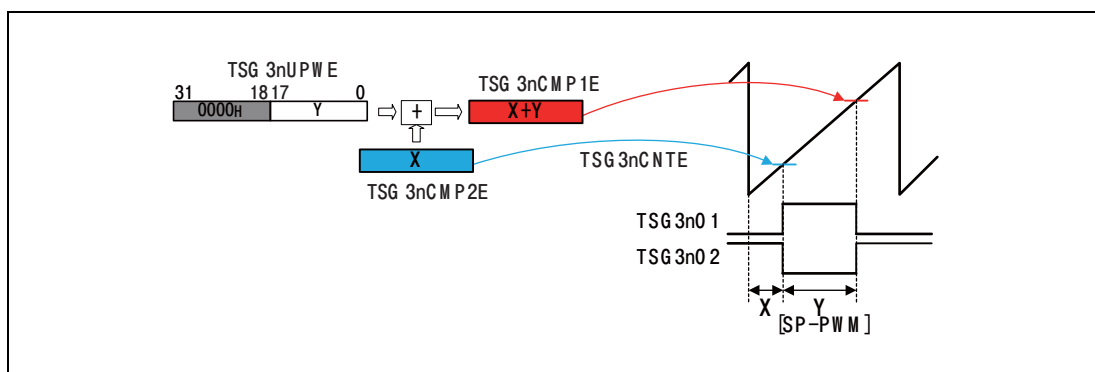 TSG3nUPWE
31 18 17 0
0000H Y
+
TSG3nCMP1E
X+Y
X
TSG3nCMP2E
TSG3nCNTE
TSG3nO1
TSG3nO2
X Y
[SP-PWM]